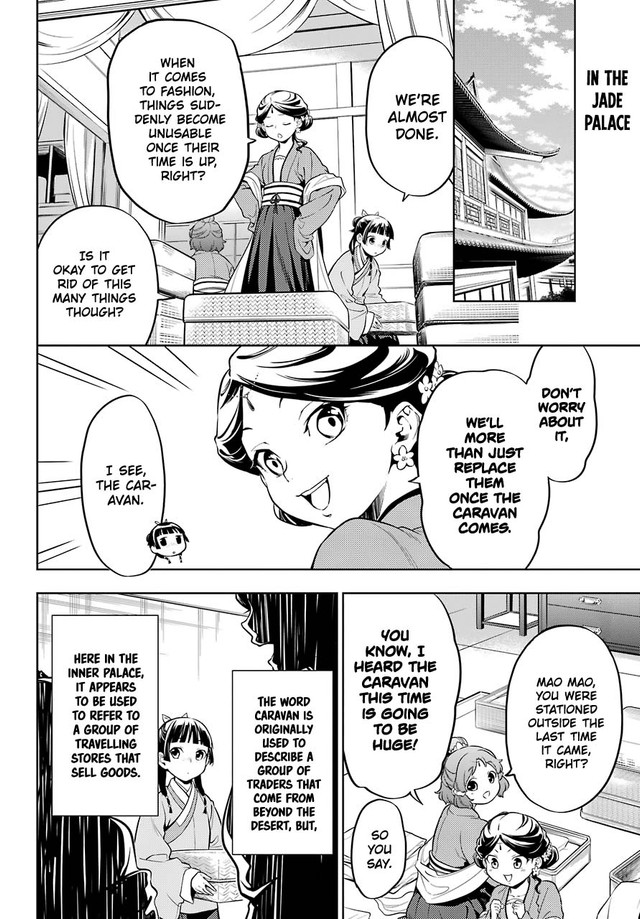 IN THE
JADE
PALACE
WE'RE
ALMOST
DONE.
WHEN
IT COMES
TO FASHION,
THINGS SUD-
DENLY BECOME
UNUSABLE
ONCE THEIR
TIME IS UP,
RIGHT?
IS IT
OKAY TO GET
RID OF THIS
MANY THINGS
THOUGH?
DON'T
WORRY
ABOUT IT,
WE'LL
MORE
THAN JUST
REPLACE
THEM
ONCE THE
CARAVAN
COMES.
I SEE,
THE CAR-
AVAN.
MAO MAO,
YOU WERE
STATIONED
OUTSIDE
THE LAST
TIME IT
CAME,
RIGHT?
YOU
KNOW, I
HEARD THE
CARAVAN
THIS TIME
IS GOING
TO BE
HUGE!
SO YOU
SAY.
THE WORD
CARAVAN IS
ORIGINALLY
USED TO
DESCRIBE A
GROUP OF
TRADERS THAT
COME FROM
BEYOND THE
DESERT, BUT,
HERE IN THE
INNER PALACE,
IT APPEARS
TO BE USED
TO REFER TO
A GROUP OF
TRAVELLING
STORES THAT
SELL GOODS.